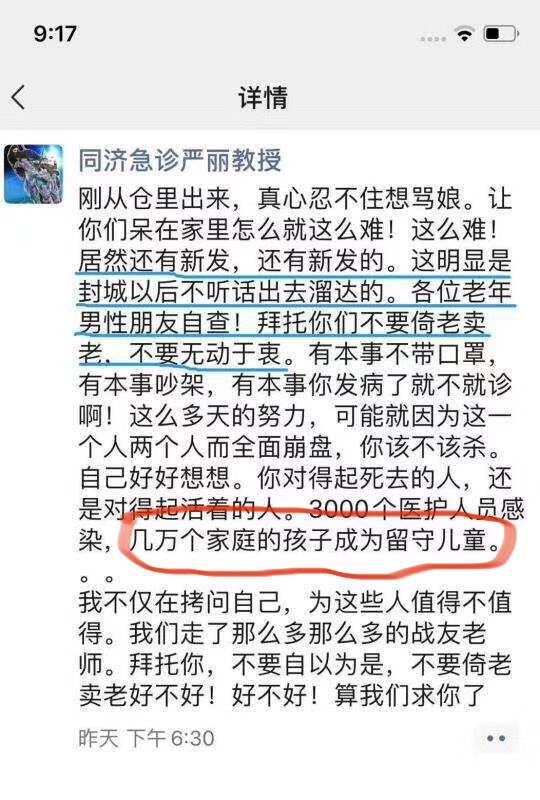 9:17
详情
同济急诊严丽教授
刚从仓里出来，真心忍不住想骂娘。让
你们呆在家里怎么就这么难！这么难！
居然还有新发，还有新发的。这明显是
封城以后不听话出去溜达的。各位老年
男性朋友自查！拜托你们不要倚老卖
老，不要无动于衷。有本事不带口罩，
有本事吵架，有本事你发病了就不就诊
啊！这么多天的努力，可能就因为这一
个人两个人而全面崩盘，你该不该杀。
自己好好想想。你对得起死去的人，还
是对得起活着的人。3000个医护人员感
染，几万个家庭的孩子成为留守儿童。
。。
我不仅在拷问自己，为这些人值得不值
得。我们走了那么多那么多的战友老
师。拜托你，不要自以为是，不要倚老
卖老好不好！好不好！算我们求你了
昨天 下午6:30